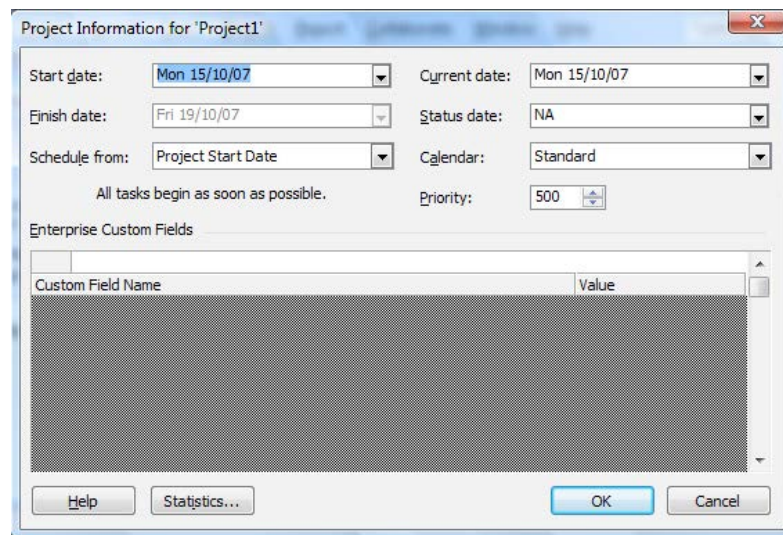 Project Information for 'Project1'
Start date: Mon 15/10/07 Current date: Mon 15/10/07
Finish date: Fri 19/10/07 Status date: NA
Schedule from: Project Start Date Calendar: Standard
All tasks begin as soon as possible. Priority: 500
Enterprise Custom Fields
Custom Field Name Value
Help Statistics... OK Cancel